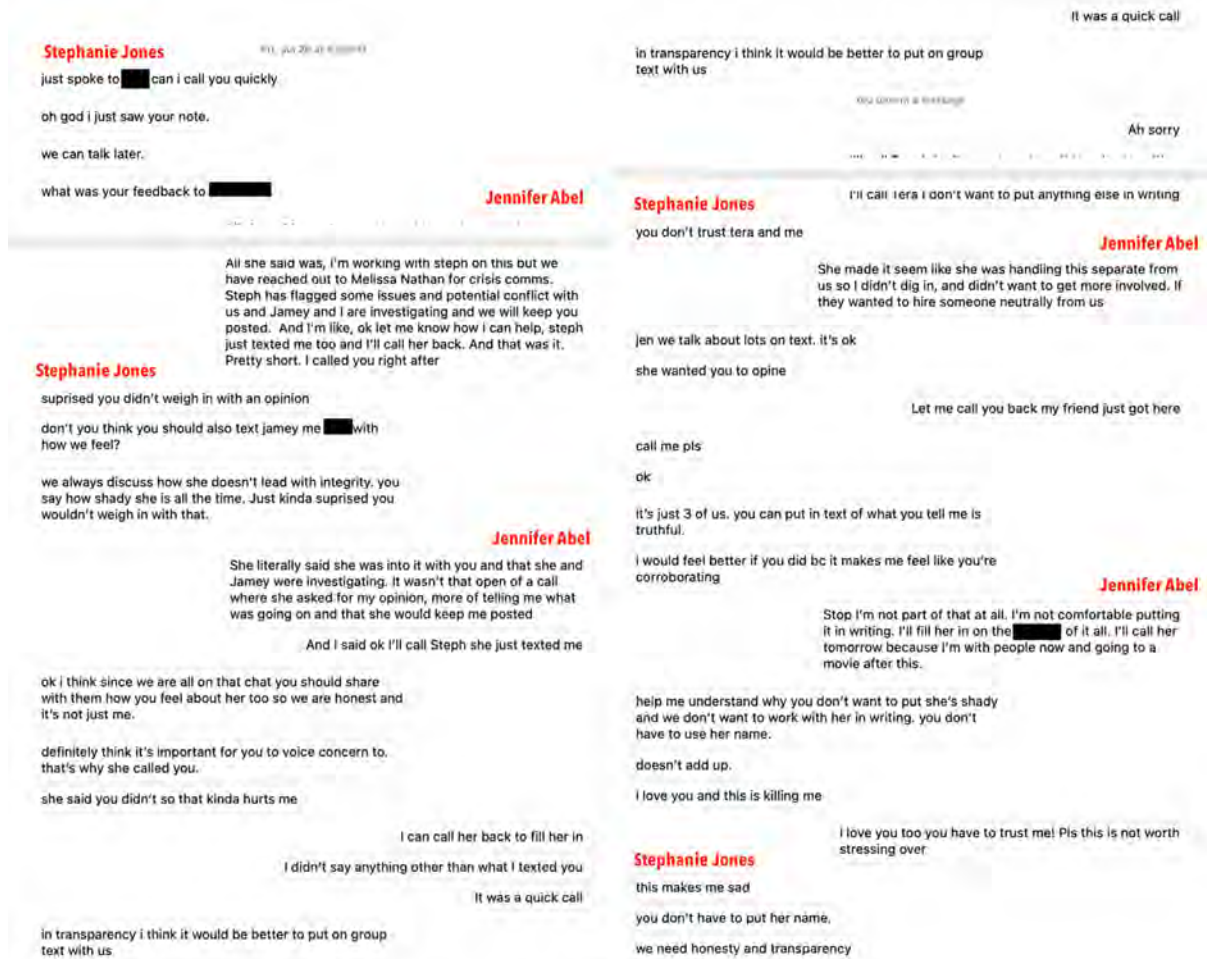 Stephanie Jones
just spoke to can i call you quickly
oh god i just saw your note.
we can talk later.
what was your feedback to
Jennifer Abel
All she said was, i'm working with steph on this but we
have reached out to Melissa Nathan for crisis comms.
Steph has flagged some issues and potential conflict with
us and Jamey and I are investigating and we will keep you
posted. And I'm like, ok let me know how I can help, steph
just texted me too and I'll call her back. And that was it.
Pretty short. I called you right after
Stephanie Jones
suprised you didn't weigh in with an opinion
don't you think you should also text jamey me with
how we feel?
we always discuss how she doesn't lead with integrity. you
say how shady she is all the time. Just kinda suprised you
wouldn't weigh in with that.
Jennifer Abel
She literally said she was into it with you and that she and
Jamey were investigating. It wasn't that open of a call
where she asked for my opinion, more of telling me what
was going on and that she would keep me posted
And I said ok I'll call Steph she just texted me
ok i think since we are all on that chat you should share
with them how you feel about her too so we are honest and
it's not just me.
definitely think it's important for you to voice concern to.
that's why she called you.
she said you didn't so that kinda hurts me
I can call her back to fill her in
I didn't say anything other than what I texted you
It was a quick call
in transparency i think it would be better to put on group
text with us
It was a quick call
in transparency i think it would be better to put on group
text with us
You unsent a message
Ah sorry
I'll call Tera I don't want to put anything else in writing
Stephanie Jones
you don't trust tera and me
Jennifer Abel
She made it seem like she was handling this separate from
us so I didn't dig in, and didn't want to get more involved. If
they wanted to hire someone neutrally from us
jen we talk about lots on text. it's ok
she wanted you to opine
Let me call you back my friend just got here
call me pls
ok
it's just 3 of us. you can put in text of what you tell me is
truthful.
i would feel better if you did bc it makes me feel like you're
corroborating
Jennifer Abel
Stop I'm not part of that at all. I'm not comfortable putting
it in writing. I'll fill her in on the of it all. I'll call her
tomorrow because I'm with people now and going to a
movie after this.
help me understand why you don't want to put she's shady
and we don't want to work with her in writing. you don't
have to use her name.
doesn't add up.
i love you and this is killing me
I love you too you have to trust me! Pls this is not worth
stressing over
Stephanie Jones
this makes me sad
you don't have to put her name.
we need honesty and transparency